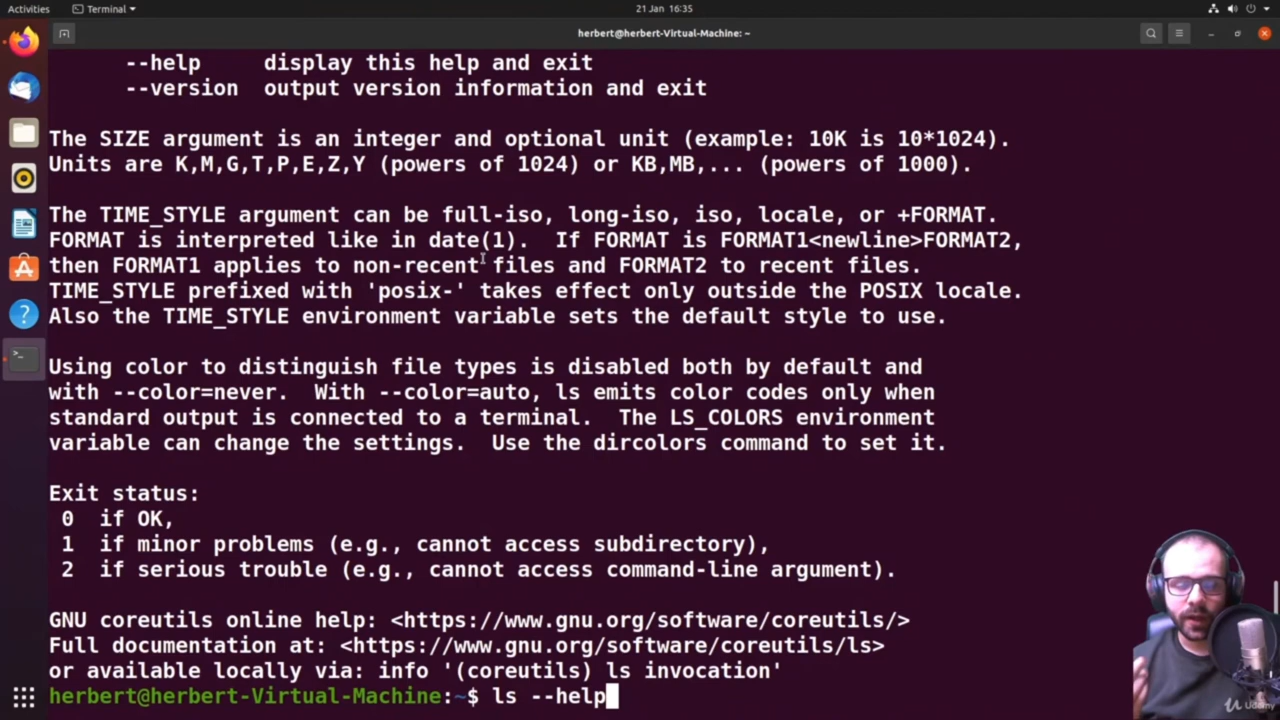 Activities
Terminal
21 Jan 16:35
herbert@herbert-Virtual-Machine: ~
--help     display this help and exit
--version  output version information and exit
The SIZE argument is an integer and optional unit (example: 10K is 10*1024).
Units are K,M,G,T,P,E,Z,Y (powers of 1024) or KB,MB,... (powers of 1000).
The TIME_STYLE argument can be full-iso, long-iso, iso, locale, or +FORMAT.
FORMAT is interpreted like in date(1).  If FORMAT is FORMAT1<newline>FORMAT2,
then FORMAT1 applies to non-recent files and FORMAT2 to recent files.
TIME_STYLE prefixed with 'posix-' takes effect only outside the POSIX locale.
Also the TIME_STYLE environment variable sets the default style to use.
Using color to distinguish file types is disabled both by default and
with --color=never.  With --color=auto, ls emits color codes only when
standard output is connected to a terminal.  The LS_COLORS environment
variable can change the settings.  Use the dircolors command to set it.
Exit status:
0  if OK,
1  if minor problems (e.g., cannot access subdirectory),
2  if serious trouble (e.g., cannot access command-line argument).
GNU coreutils online help: <https://www.gnu.org/software/coreutils/>
Full documentation at: <https://www.gnu.org/software/coreutils/ls>
or available locally via: info '(coreutils) ls invocation'
herbert@herbert-Virtual-Machine:~$ ls --help
Udemy